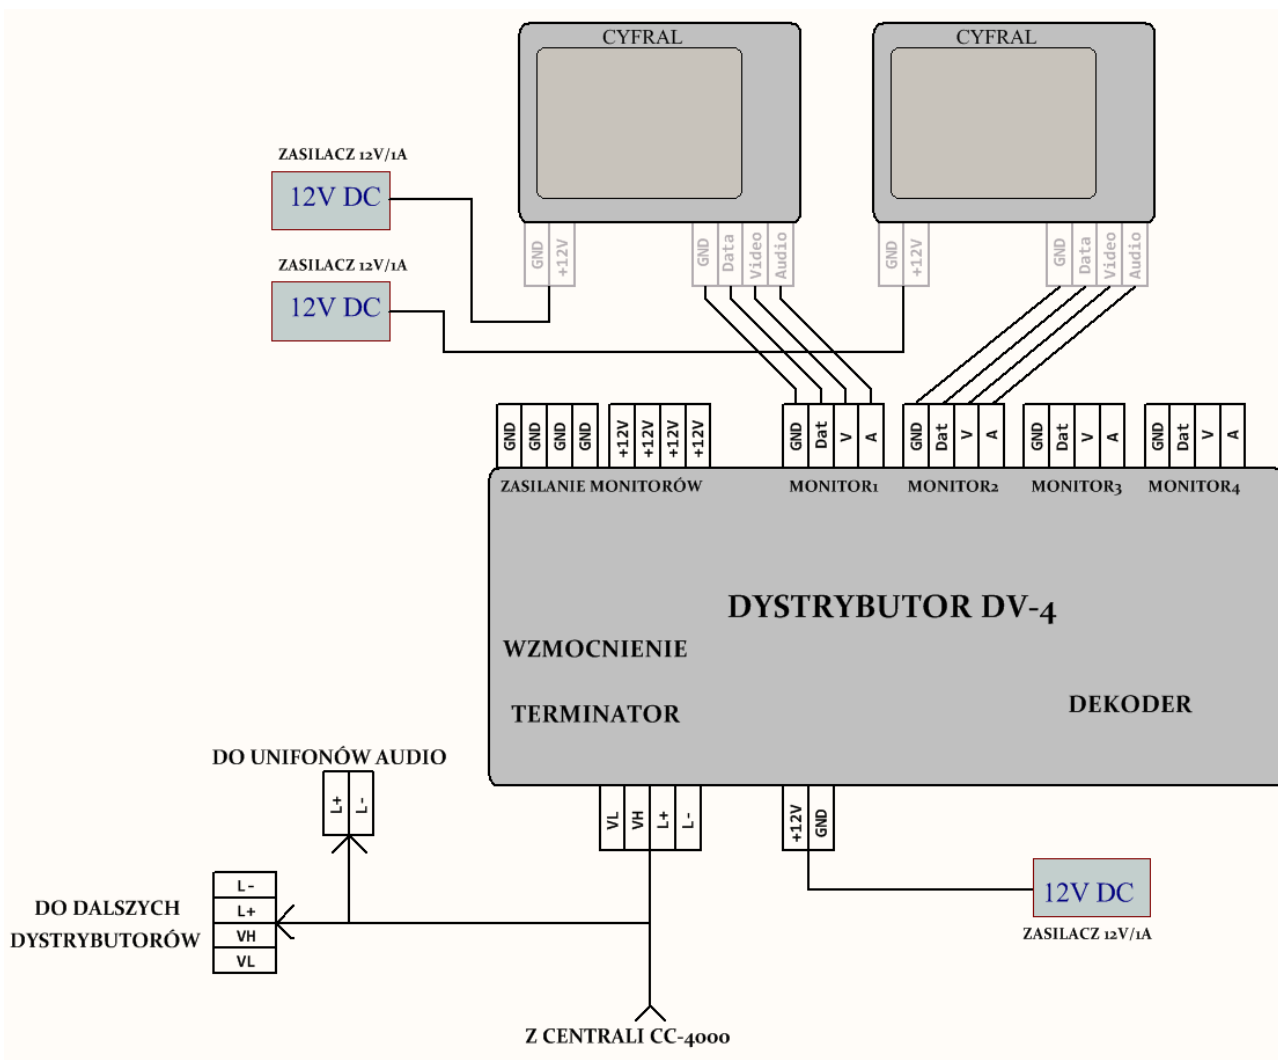 CYFRAL
CYFRAL
ZASILACZ 12V/1A
12V DC
ZASILACZ 12V/1A
12V DC
GND
+12V
GND
Data
Video
Audio
GND
+12V
GND
Data
Video
Audio
GND
GND
GND
GND
+12V
+12V
+12V
+12V
GND
Dat
V
A
GND
Dat
V
A
GND
Dat
V
A
GND
Dat
V
A
ZASILANIE MONITORÓW
MONITOR1
MONITOR2
MONITOR3
MONITOR4
DYSTRYBUTOR DV-4
WZMOCNIENIE
TERMINATOR
DEKODER
DO UNIFONÓW AUDIO
L+
L-
VL
VH
L+
L-
+12V
GND
DO DALSZYCH
DYSTRYBUTORÓW
L-
L+
VH
VL
12V DC
ZASILACZ 12V/1A
Z CENTRALI CC-4000